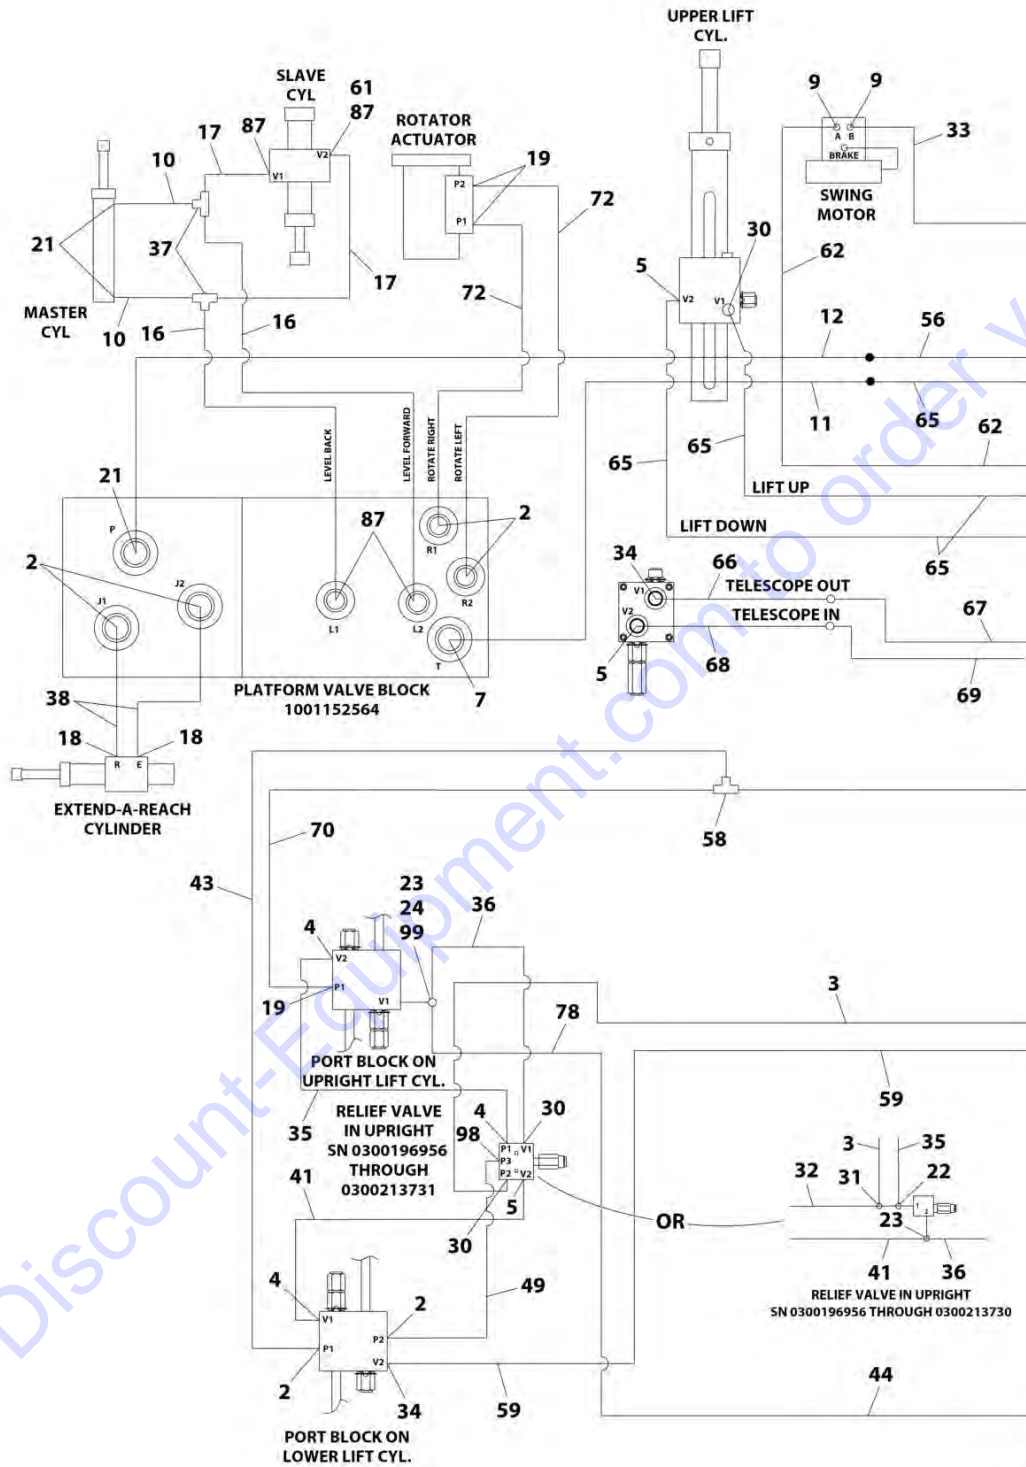 UPPER LIFT
CYL.
SLAVE
CYL
61
87
87
V2
V1
17
10
21
37
17
MASTER
CYL
10
16
16
ROTATOR
ACTUATOR
P2
P1
19
72
72
9
9
A B
BRAKE
33
SWING
MOTOR
30
5
V2
V1
62
12
56
11
65
65
65
62
LIFT UP
LIFT DOWN
65
LEVEL BACK
LEVEL FORWARD
ROTATE RIGHT
ROTATE LEFT
21
P
2
J2
J1
87
2
R1
R2
L1
L2
T
7
PLATFORM VALVE BLOCK
1001152564
34
V1
V2
5
66
TELESCOPE OUT
TELESCOPE IN
68
67
69
38
18
18
R E
EXTEND-A-REACH
CYLINDER
58
70
43
23
24
99
36
4
V2
P1
V1
19
78
3
PORT BLOCK ON
UPRIGHT LIFT CYL.
59
35
RELIEF VALVE
IN UPRIGHT
SN 0300196956
THROUGH
0300213731
4
98
30
P1 V1
P3
P2 V2
5
30
41
49
OR
3
35
32
31
22
1
2
23
41
36
RELIEF VALVE IN UPRIGHT
SN 0300196956 THROUGH 0300213730
4
V1
P1
P2
V2
2
2
34
59
44
PORT BLOCK ON
LOWER LIFT CYL.
Discount-Equipment.com to order